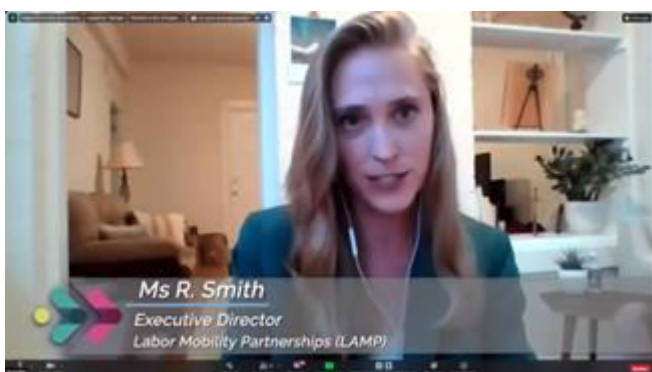 Ms R. Smith
Executive Director
Labor Mobility Partnerships (LAMP)